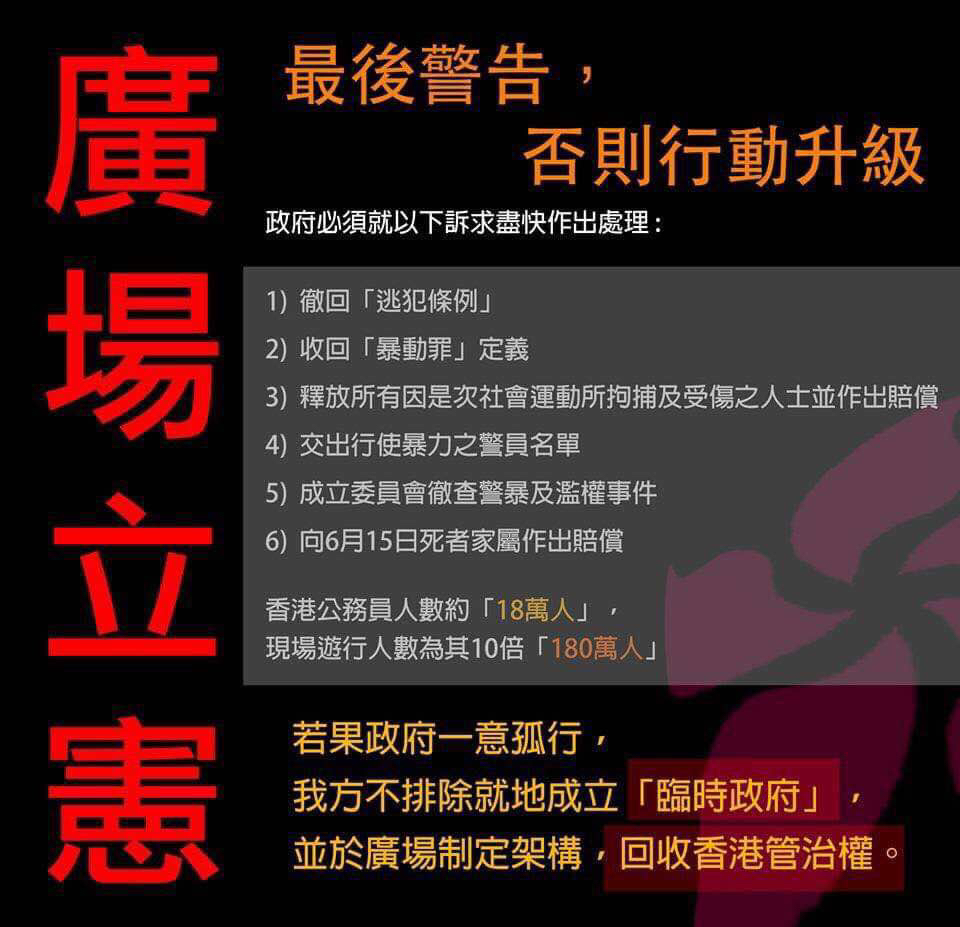 廣場立憲
最後警告，
否則行動升級
政府必須就以下訴求盡快作出處理：
1) 徹回「逃犯條例」
2) 收回「暴動罪」定義
3) 釋放所有因是次社會運動所拘捕及受傷之人士並作出賠償
4) 交出行使暴力之警員名單
5) 成立委員會徹查警暴及濫權事件
6) 向6月15日死者家屬作出賠償
香港公務員人數約「18萬人」，
現場遊行人數為其10倍「180萬人」
若果政府一意孤行，
我方不排除就地成立「臨時政府」，
並於廣場制定架構，回收香港管治權。